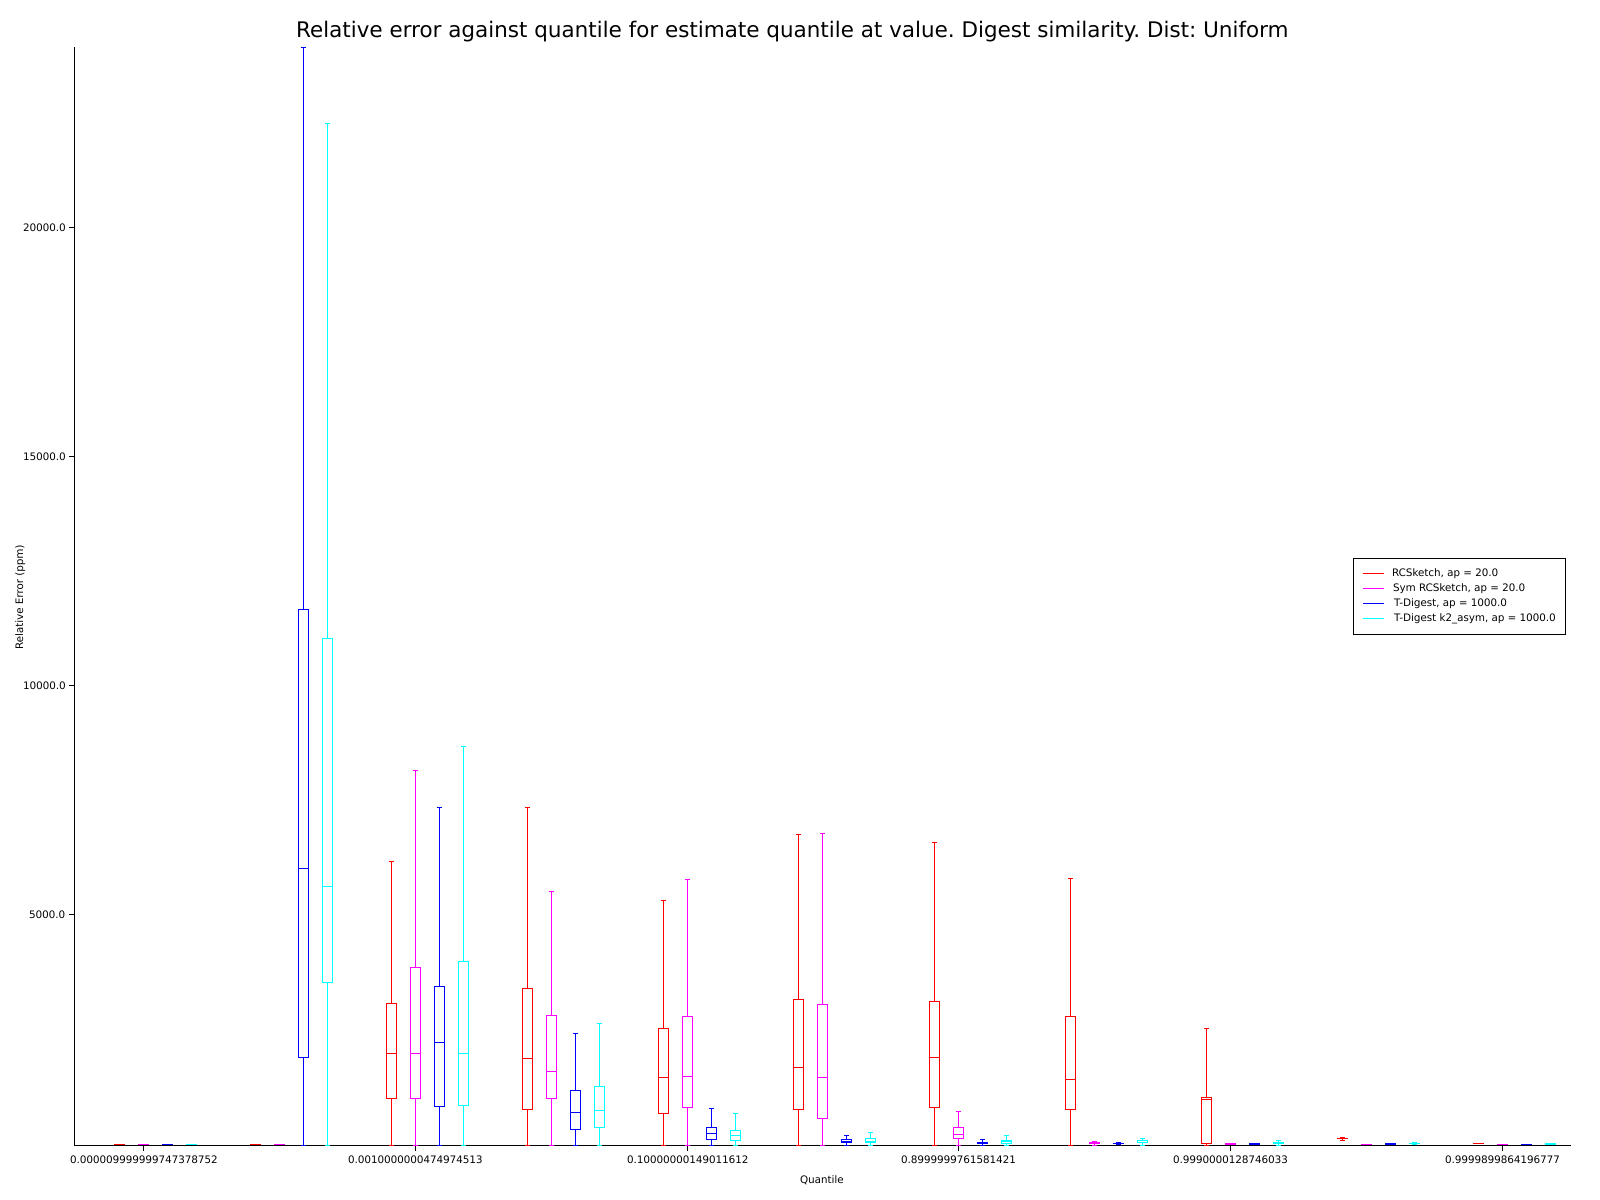 Relative error against quantile for estimate quantile at value. Digest similarity. Dist: Uniform
20000.0
15000.0
10000.0
5000.0
Relative Error (ppm)
RCSketch, ap = 20.0
Sym RCSketch, ap = 20.0
T-Digest, ap = 1000.0
T-Digest k2_asym, ap = 1000.0
0.000009999999747378752
0.001000000474974513
0.10000000149011612
0.8999999761581421
0.9990000128746033
0.9999899864196777
Quantile